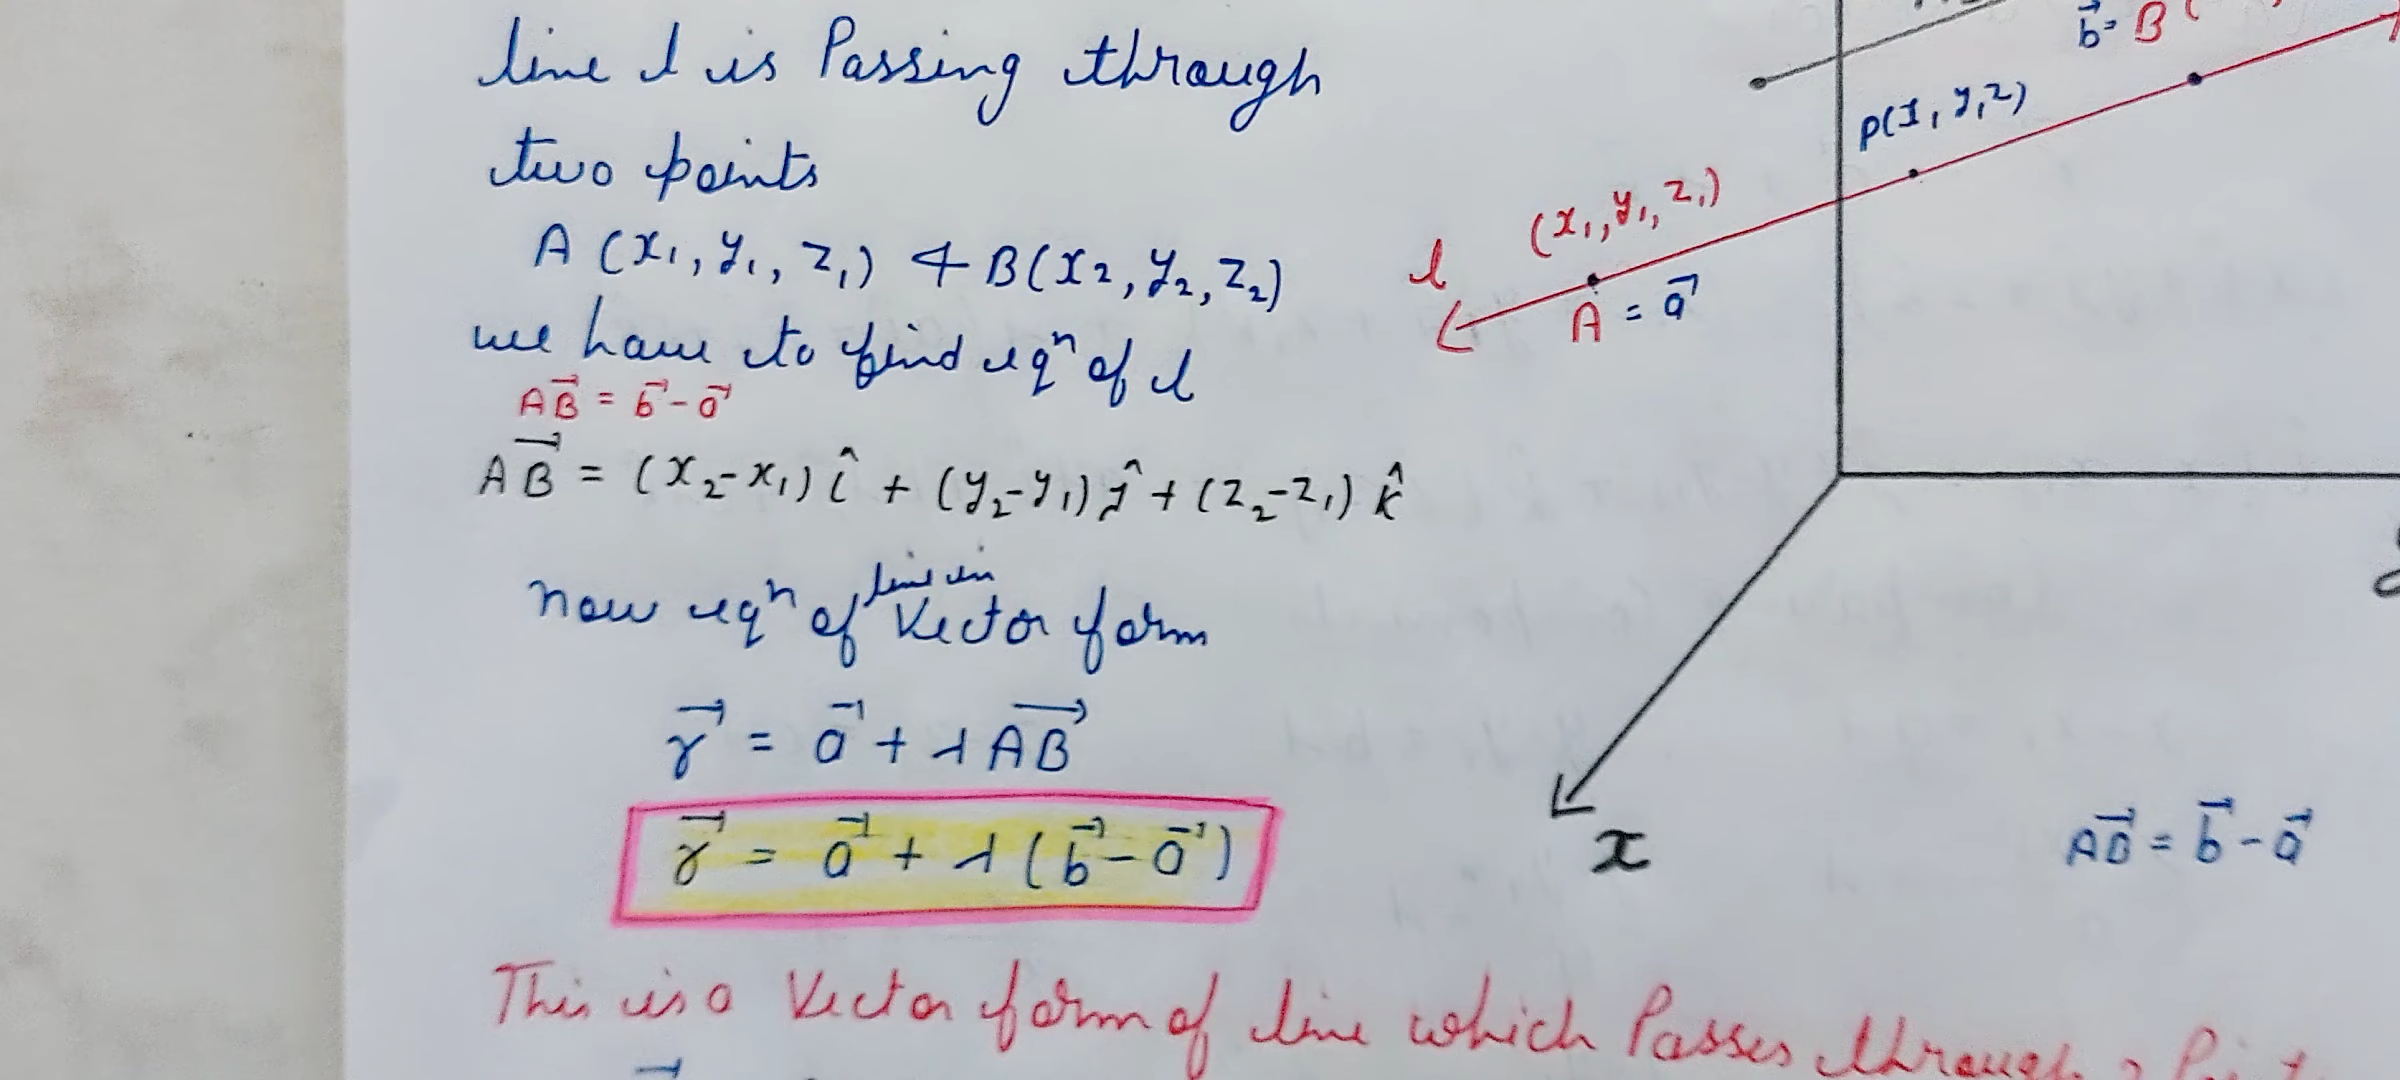 line l is Passing through
two points
A (x₁, y₁, z₁) & B(x₂, y₂, z₂)
we have to find eqⁿ of l
AB⃗ = b⃗ - a⃗
AB⃗ = (x₂-x₁) î + (y₂-y₁) ĵ + (z₂-z₁) k̂
now eqⁿ of line in Vector form
r⃗ = a⃗ + λ AB⃗
r⃗ = a⃗ + λ (b⃗ - a⃗)
This is a Vector form of line which Passes through 2
b⃗ = B (
P(x, y, z)
(x₁, y₁, z₁)
l
A = a⃗
x
AB⃗ = b⃗ - a⃗